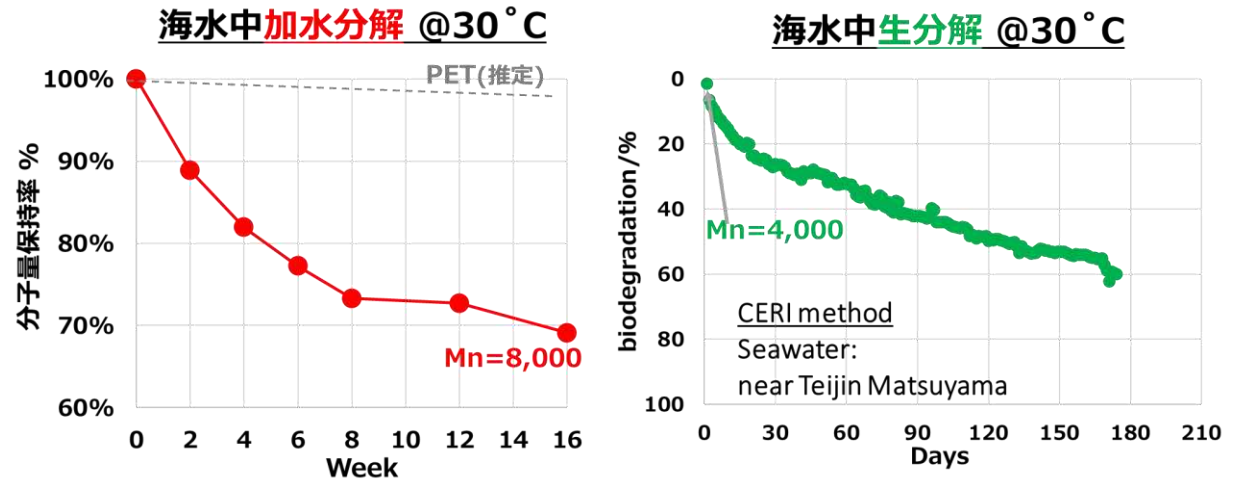 海水中加水分解 @30˚C
100%
90%
80%
70%
60%
分子量保持率 %
PET(推定)
Mn=8,000
0 2 4 6 8 10 12 14 16
Week
海水中生分解 @30˚C
0
20
40
60
80
100
biodegradation/%
Mn=4,000
CERI method
Seawater:
near Teijin Matsuyama
0 30 60 90 120 150 180 210
Days